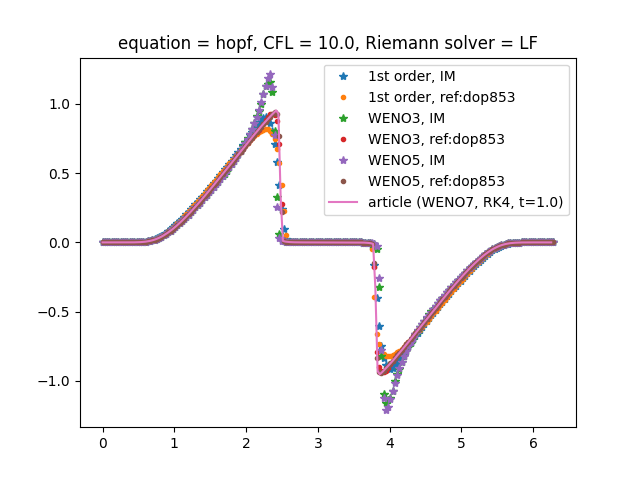 equation = hopf, CFL = 10.0, Riemann solver = LF
1st order, IM
1st order, ref:dop853
WENO3, IM
WENO3, ref:dop853
WENO5, IM
WENO5, ref:dop853
article (WENO7, RK4, t=1.0)
1.0
0.5
0.0
−0.5
−1.0
0 1 2 3 4 5 6